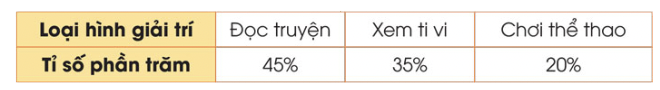 Loại hình giải trí Đọc truyện Xem ti vi Chơi thể thao
Tỉ số phần trăm 45% 35% 20%